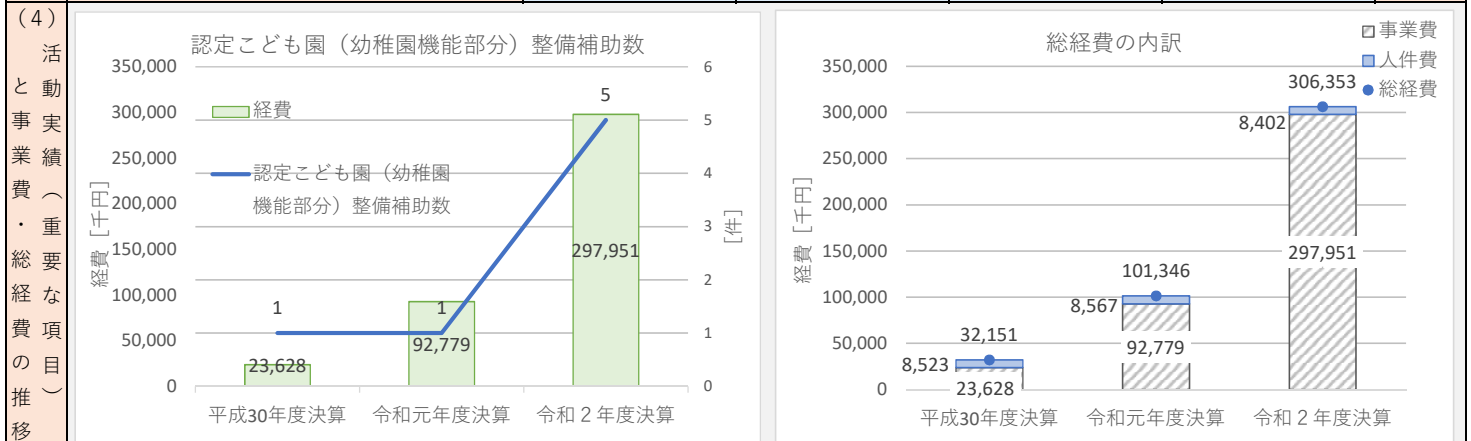 (４)
活動実績（重要な項目）
と事業費・総経費の推移
認定こども園（幼稚園機能部分）整備補助数
経費
認定こども園（幼稚園
機能部分）整備補助数
経費 [千円]
350,000
300,000
250,000
200,000
150,000
100,000
50,000
0
[件]
6
5
4
3
2
1
0
1
1
5
23,628
92,779
297,951
平成30年度決算
令和元年度決算
令和２年度決算
総経費の内訳
事業費
人件費
総経費
経費 [千円]
350,000
300,000
250,000
200,000
150,000
100,000
50,000
0
32,151
8,523
23,628
101,346
8,567
92,779
306,353
8,402
297,951
平成30年度決算
令和元年度決算
令和２年度決算